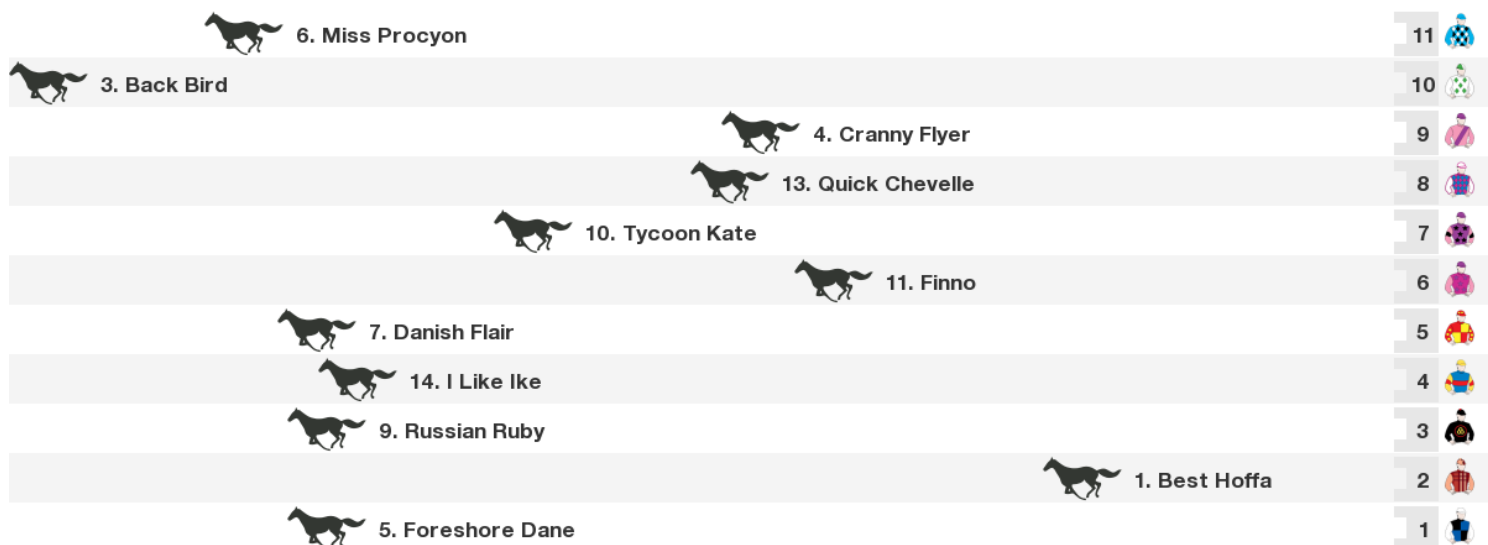 6. Miss Procyon 11
3. Back Bird 10
4. Cranny Flyer 9
13. Quick Chevelle 8
10. Tycoon Kate 7
11. Finno 6
7. Danish Flair 5
14. I Like Ike 4
9. Russian Ruby 3
1. Best Hoffa 2
5. Foreshore Dane 1